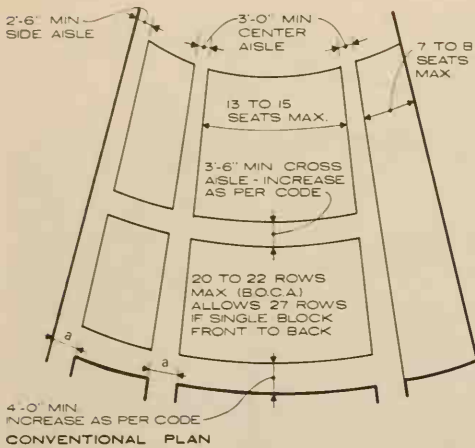 2'-6" MIN
SIDE AISLE
3'-0" MIN
CENTER
AISLE
7 TO 8
SEATS
MAX.
13 TO 15
SEATS MAX.
3'-6" MIN CROSS
AISLE - INCREASE
AS PER CODE
20 TO 22 ROWS
MAX (B.O.C.A.)
ALLOWS 27 ROWS
IF SINGLE BLOCK
FRONT TO BACK
a
a
4'-0" MIN.
INCREASE AS PER CODE
CONVENTIONAL PLAN